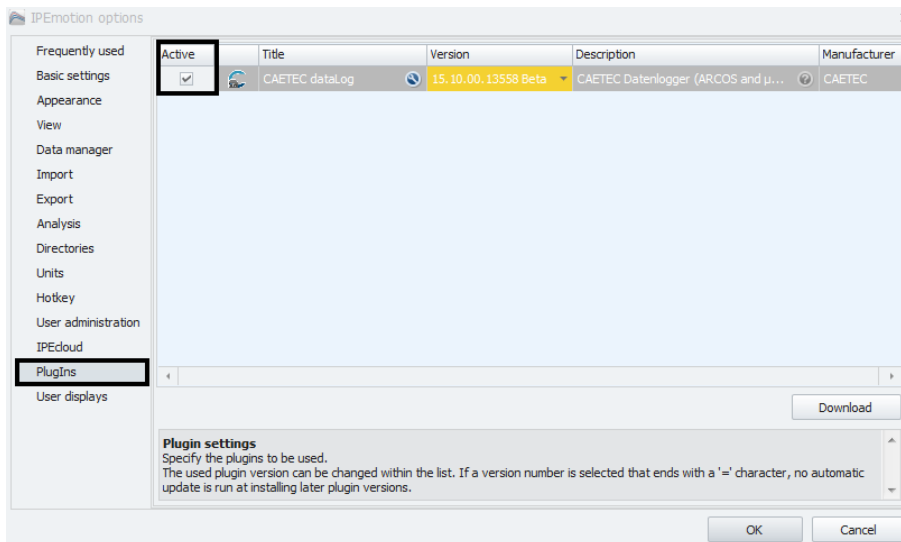 IPEmotion options
Frequently used
Basic settings
Appearance
View
Data manager
Import
Export
Analysis
Directories
Units
Hotkey
User administration
IPEcloud
PlugIns
User displays
Active Title Version Description Manufacturer
CAETEC dataLog 15.10.00.13558 Beta CAETEC Datenlogger (ARCOS and µ... CAETEC
Download
Plugin settings
Specify the plugins to be used.
The used plugin version can be changed within the list. If a version number is selected that ends with a '=' character, no automatic
update is run at installing later plugin versions.
OK Cancel